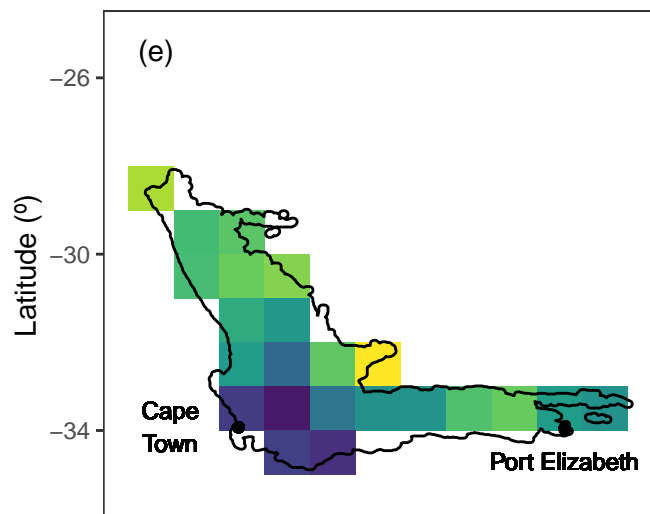 (e)
−26
−30
−34
Latitude (º)
Cape
Town
Port Elizabeth